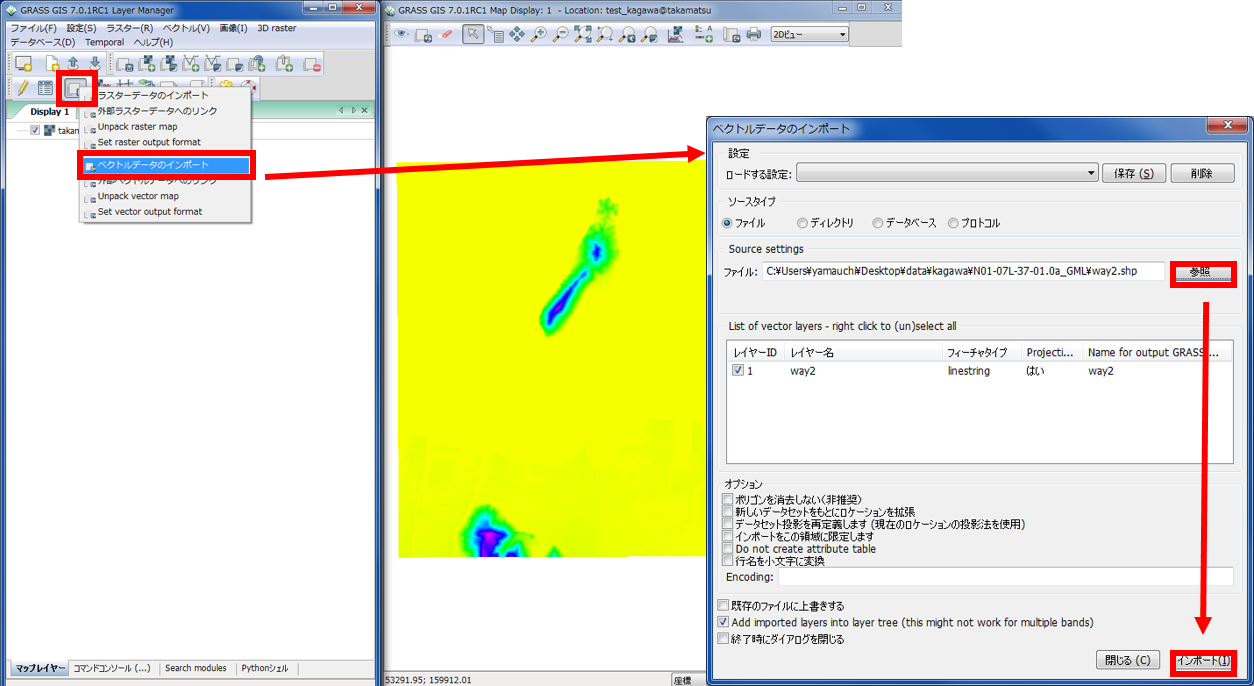 GRASS GIS 7.0.1RC1 Layer Manager
ファイル(F) 設定(S) ラスター(R) ベクトル(V) 画像(I) 3D raster
データベース(D) Temporal ヘルプ(H)
Display 1
takan
ラスターデータのインポート
外部ラスターデータへのリンク
Unpack raster map
Set raster output format
ベクトルデータのインポート
外部ベクトルデータへのリンク
Unpack vector map
Set vector output format
マップレイヤー コマンドコンソール (...) Search modules Pythonシェル
GRASS GIS 7.0.1RC1 Map Display: 1 - Location: test_kagawa@takamatsu
2Dビュー
53291.95; 159912.01
座標
ベクトルデータのインポート
設定
ロードする設定:
保存 (S) 削除
ソースタイプ
ファイル ディレクトリ データベース プロトコル
Source settings
ファイル: C:¥Users¥yamauchi¥Desktop¥data¥kagawa¥N01-07L-37-01.0a_GML¥way2.shp 参照
List of vector layers - right click to (un)select all
レイヤーID レイヤー名 フィーチャタイプ Projecti... Name for output GRASS ...
1 way2 linestring はい way2
オプション
ポリゴンを消去しない(非推奨)
新しいデータセットをもとにロケーションを拡張
データセット投影を再定義します (現在のロケーションの投影法を使用)
インポートをこの領域に限定します
Do not create attribute table
行名を小文字に変換
Encoding:
既存のファイルに上書きする
Add imported layers into layer tree (this might not work for multiple bands)
終了時にダイアログを閉じる
閉じる (C) インポート(I)